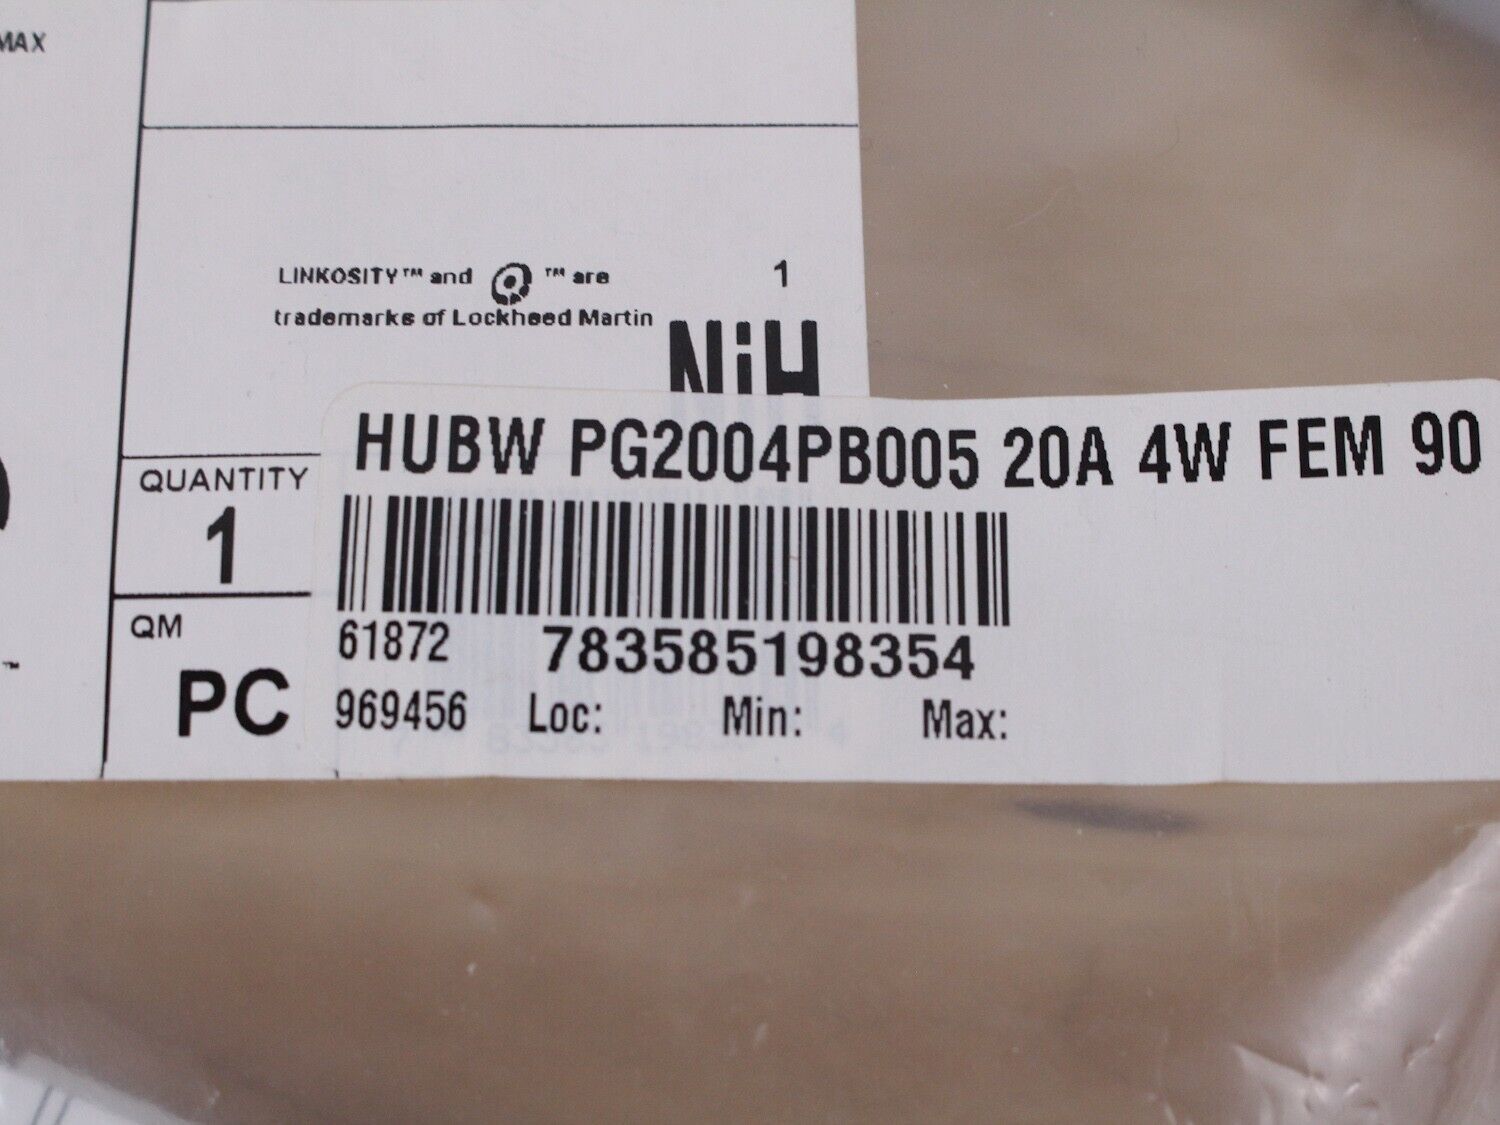 MAX
LINKOSITY™ and ™ are
trademarks of Lockheed Martin
1
NiH
HUBW PG2004PB005 20A 4W FEM 90
QUANTITY
1
61872 783585198354
QM
PC
969456 Loc: Min: Max:
™